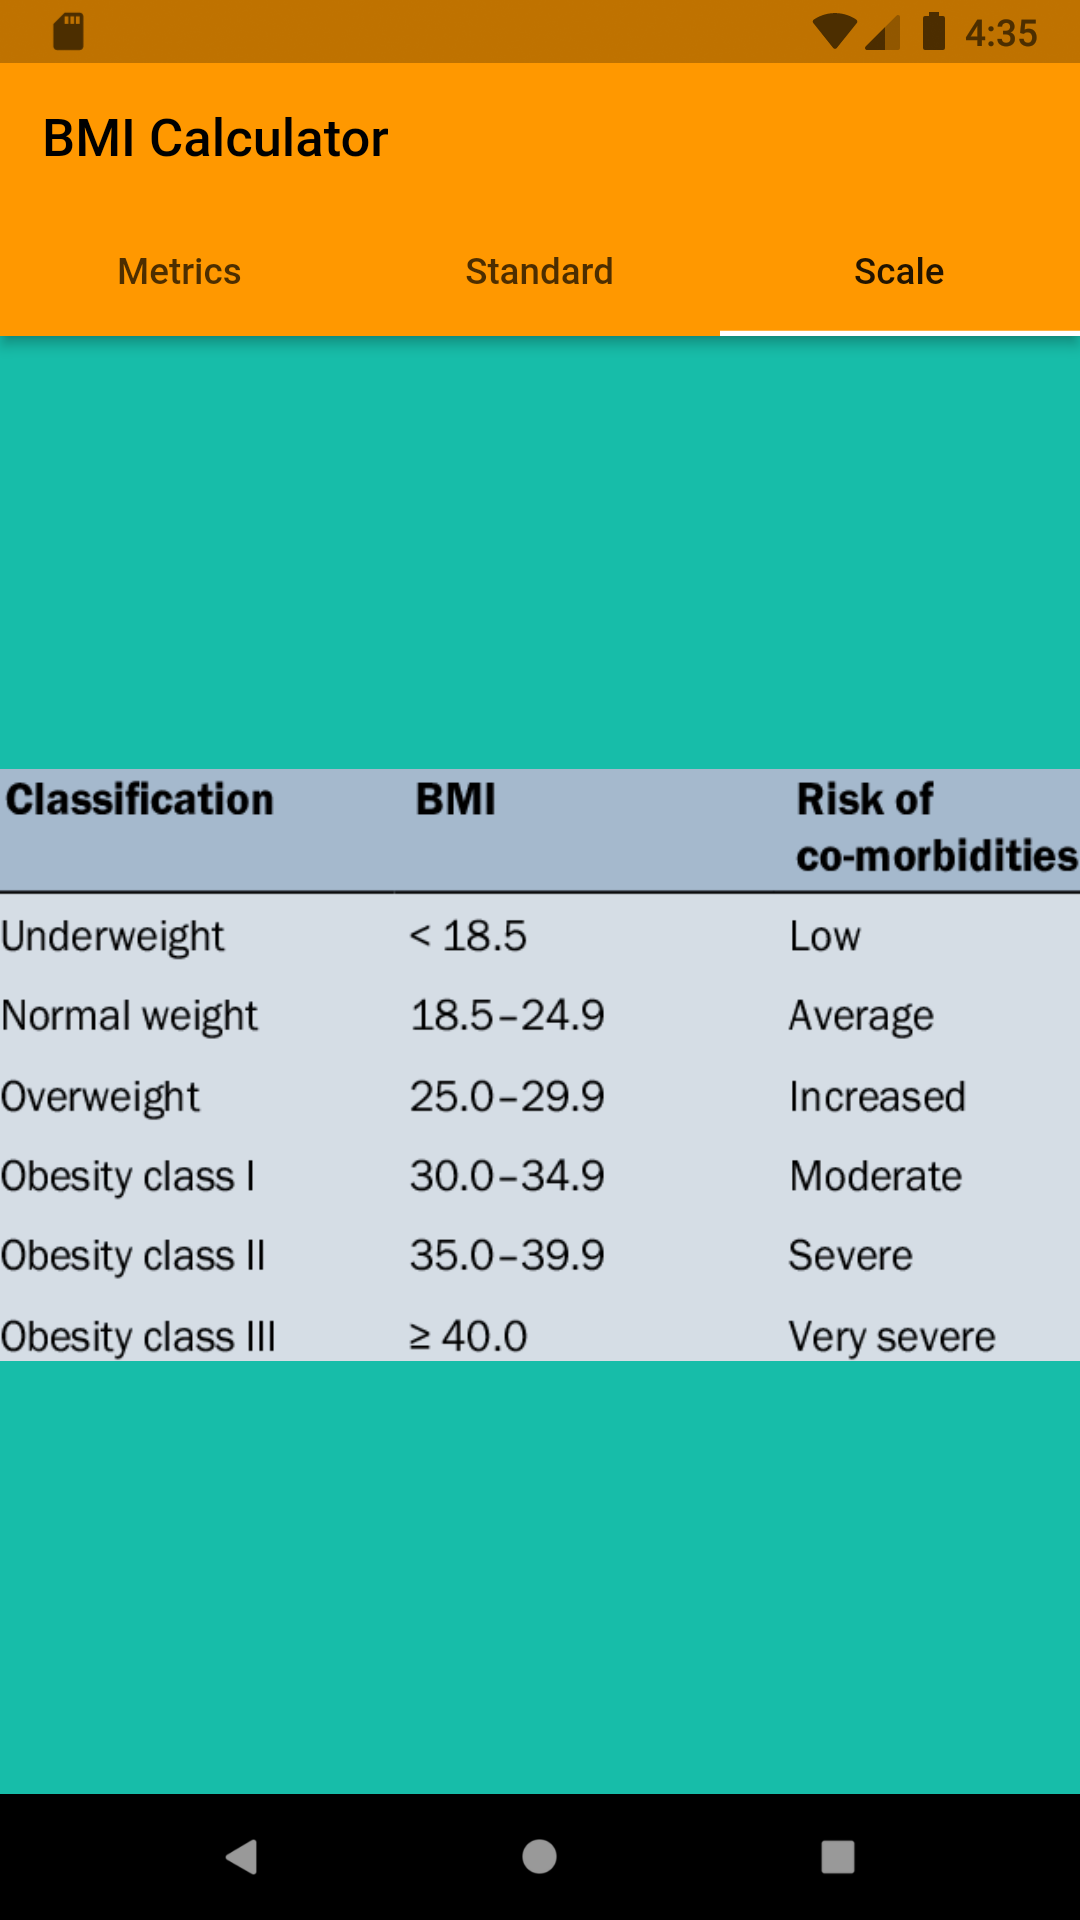 4:35
BMI Calculator
Metrics Standard Scale
Classification BMI Risk of
co-morbidities
Underweight < 18.5 Low
Normal weight 18.5–24.9 Average
Overweight 25.0–29.9 Increased
Obesity class I 30.0–34.9 Moderate
Obesity class II 35.0–39.9 Severe
Obesity class III ≥ 40.0 Very severe